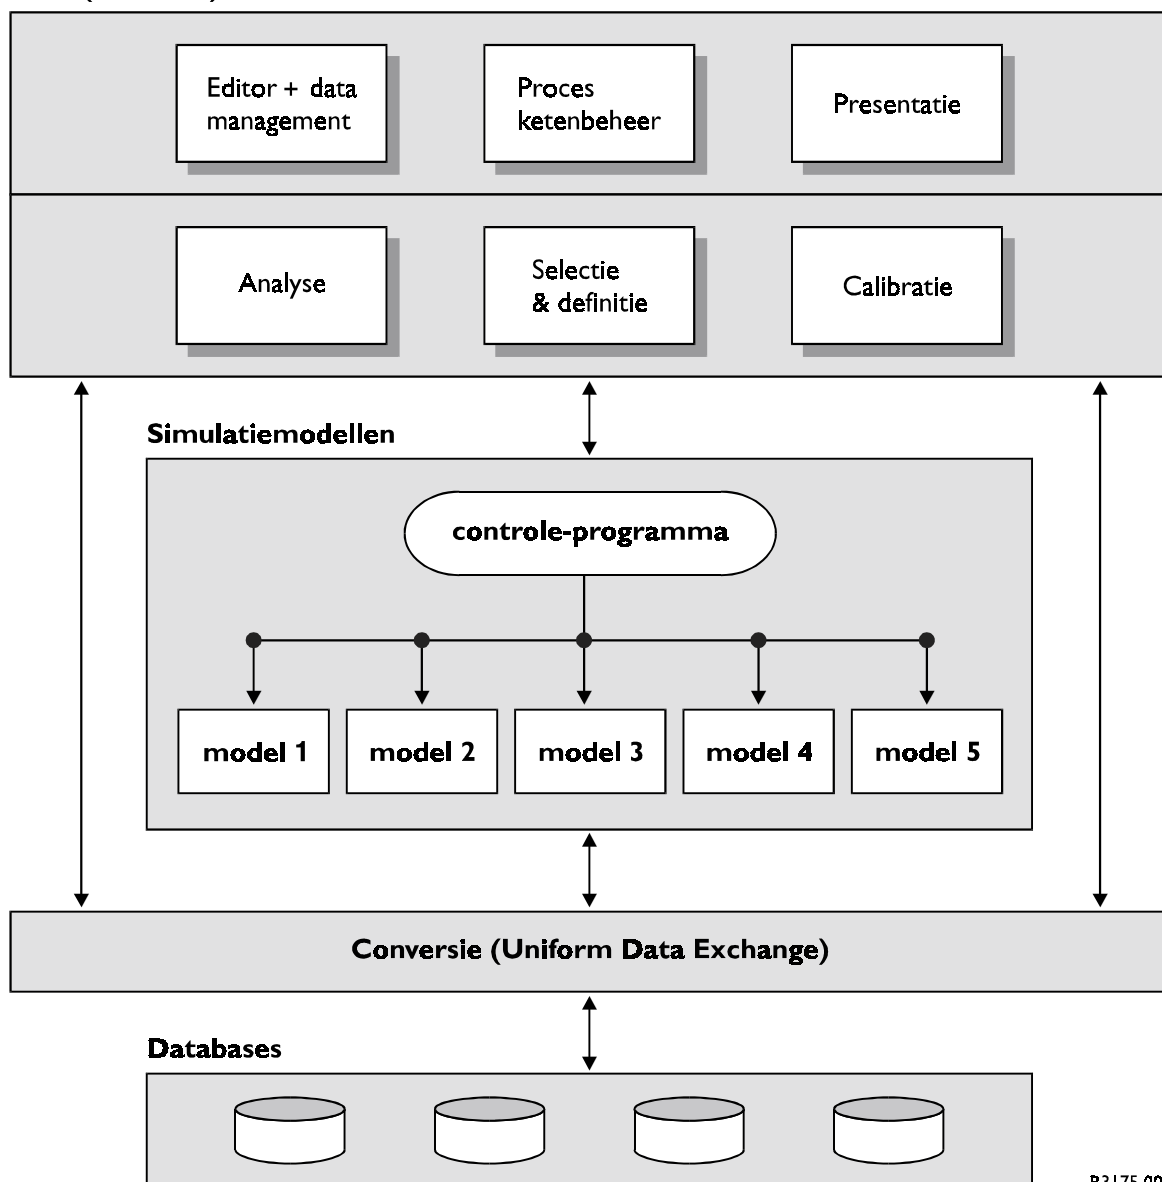 Editor + data
management
Proces
ketenbeheer
Presentatie
Analyse
Selectie
& definitie
Calibratie
Simulatiemodellen
controle-programma
model 1
model 2
model 3
model 4
model 5
Conversie (Uniform Data Exchange)
Databases